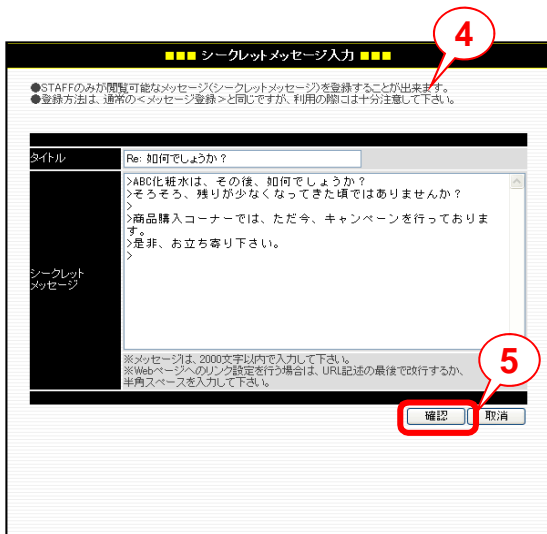 4
■■■ シークレットメッセージ入力 ■■■
●STAFFのみが閲覧可能なメッセージ(シークレットメッセージ)を登録することが出来ます。
●登録方法は、通常の<メッセージ登録>と同じですが、利用の際には十分注意して下さい。
タイトル
Re: 如何でしょうか?
>ABC化粧水は、その後、如何でしょうか?
>そろそろ、残りが少なくなってきた頃ではありませんか?
>
>商品購入コーナーでは、ただ今、キャンペーンを行っておりま
す。
>是非、お立ち寄り下さい。
>
シークレット
メッセージ
※メッセージは、2000文字以内で入力して下さい。
※Webページへのリンク設定を行う場合は、URL記述の最後で改行するか、
半角スペースを入力して下さい。
5
確認
取消